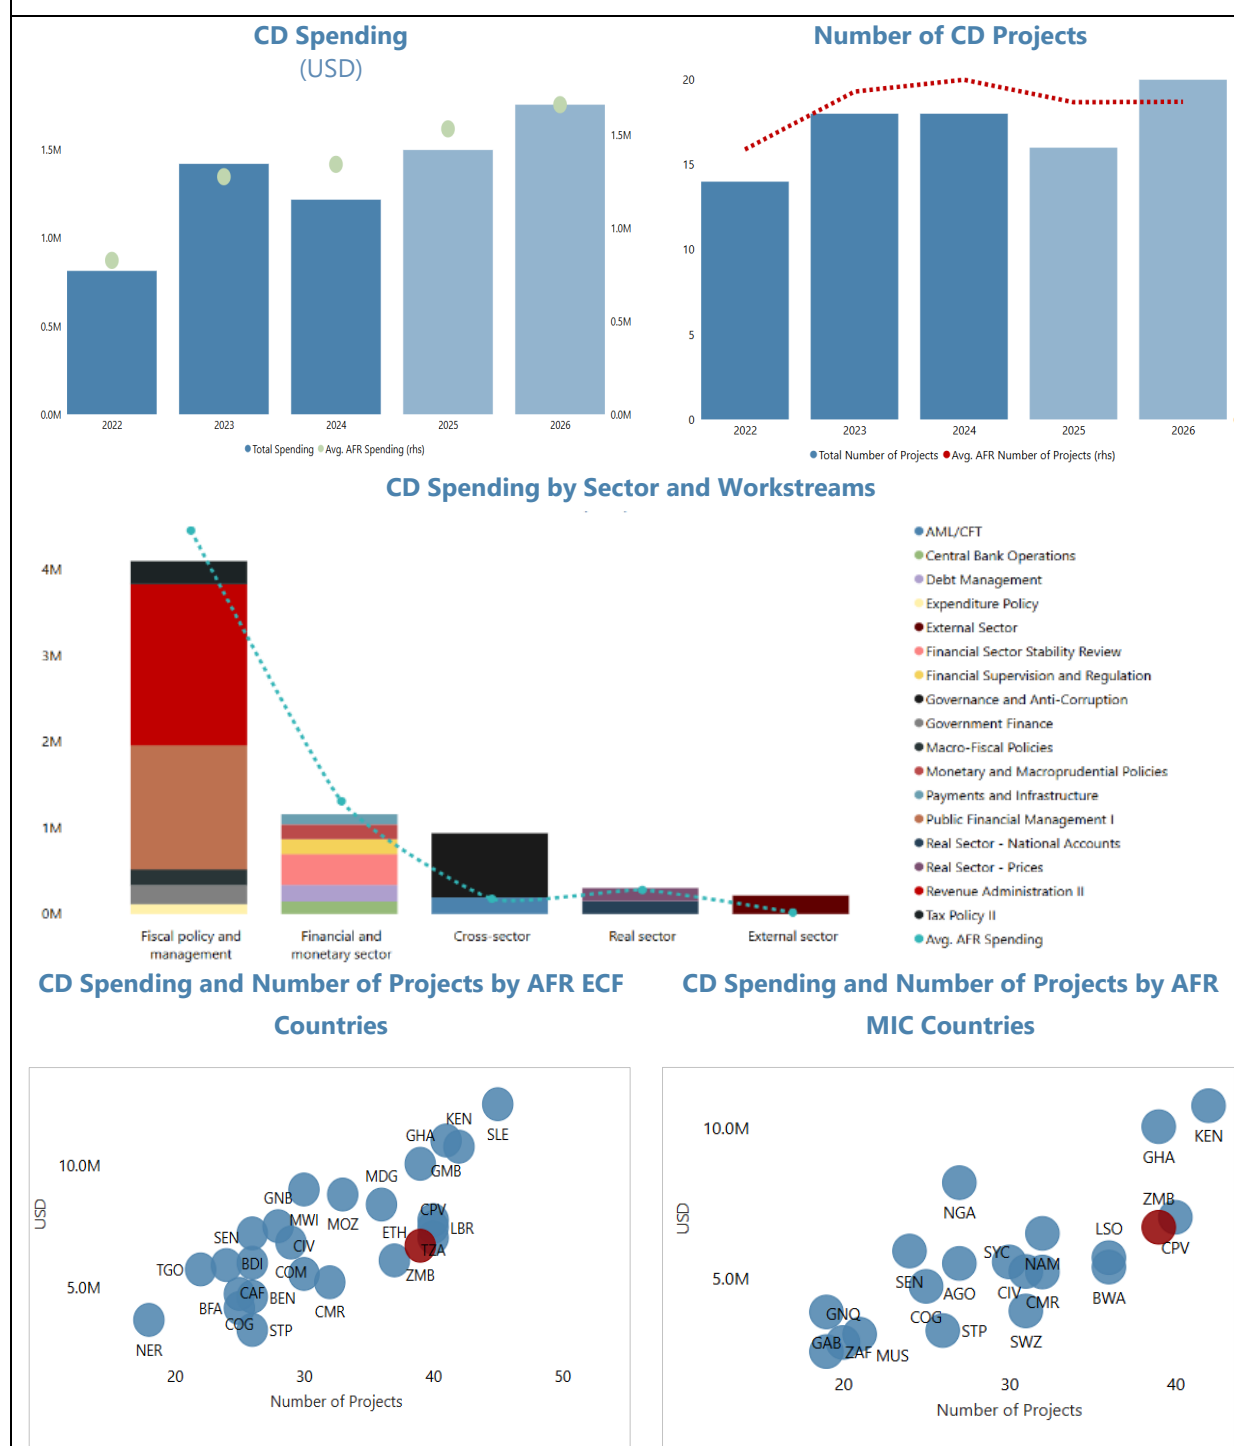 CD Spending
(USD)
1.5M
1.0M
0.5M
0.0M
1.5M
1.0M
0.5M
0.0M
2022 2023 2024 2025 2026
Total Spending Avg. AFR Spending (rhs)
Number of CD Projects
20
15
10
5
0
2022 2023 2024 2025 2026
Total Number of Projects Avg. AFR Number of Projects (rhs)
CD Spending by Sector and Workstreams
4M
3M
2M
1M
0M
Fiscal policy and
management
Financial and
monetary sector
Cross-sector
Real sector
External sector
AML/CFT
Central Bank Operations
Debt Management
Expenditure Policy
External Sector
Financial Sector Stability Review
Financial Supervision and Regulation
Governance and Anti-Corruption
Government Finance
Macro-Fiscal Policies
Monetary and Macroprudential Policies
Payments and Infrastructure
Public Financial Management I
Real Sector - National Accounts
Real Sector - Prices
Revenue Administration II
Tax Policy II
Avg. AFR Spending
CD Spending and Number of Projects by AFR ECF
Countries
USD
10.0M
5.0M
KEN
SLE
GHA
GMB
MDG
GNB
MWI
MOZ
CPV
LBR
ETH
TZA
ZMB
SEN
CIV
BDI
COM
TGO
CAF
BEN
CMR
BFA
COG
STP
NER
20 30 40 50
Number of Projects
CD Spending and Number of Projects by AFR
MIC Countries
USD
10.0M
5.0M
KEN
GHA
NGA
ZMB
LSO
CPV
SYC
NAM
SEN
AGO
CIV
CMR
BWA
GNQ
COG
STP
SWZ
GAB
ZAF
MUS
20 30 40
Number of Projects